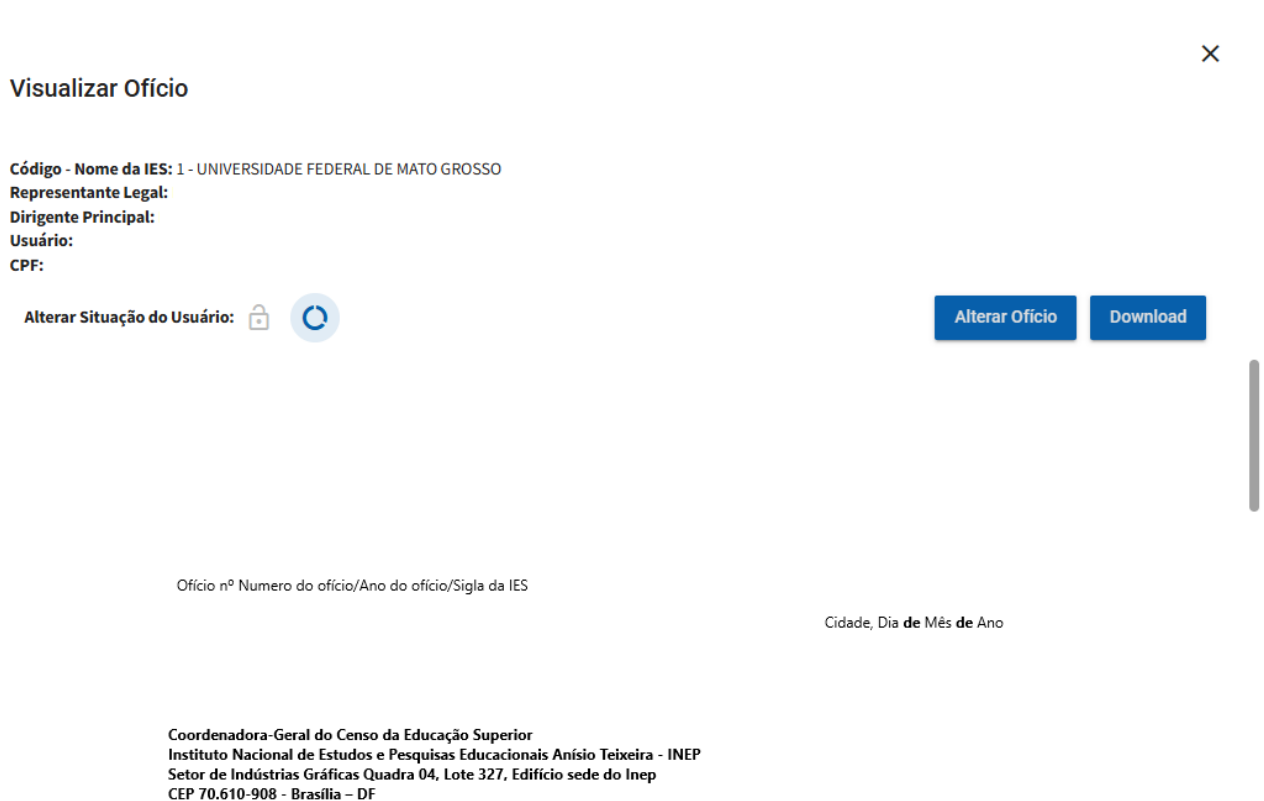 Visualizar Ofício
Código - Nome da IES: 1 - UNIVERSIDADE FEDERAL DE MATO GROSSO
Representante Legal:
Dirigente Principal:
Usuário:
CPF:
Alterar Situação do Usuário:
Alterar Ofício
Download
Ofício nº Numero do ofício/Ano do ofício/Sigla da IES
Cidade, Dia de Mês de Ano
Coordenadora-Geral do Censo da Educação Superior
Instituto Nacional de Estudos e Pesquisas Educacionais Anísio Teixeira - INEP
Setor de Indústrias Gráficas Quadra 04, Lote 327, Edifício sede do Inep
CEP 70.610-908 - Brasília – DF